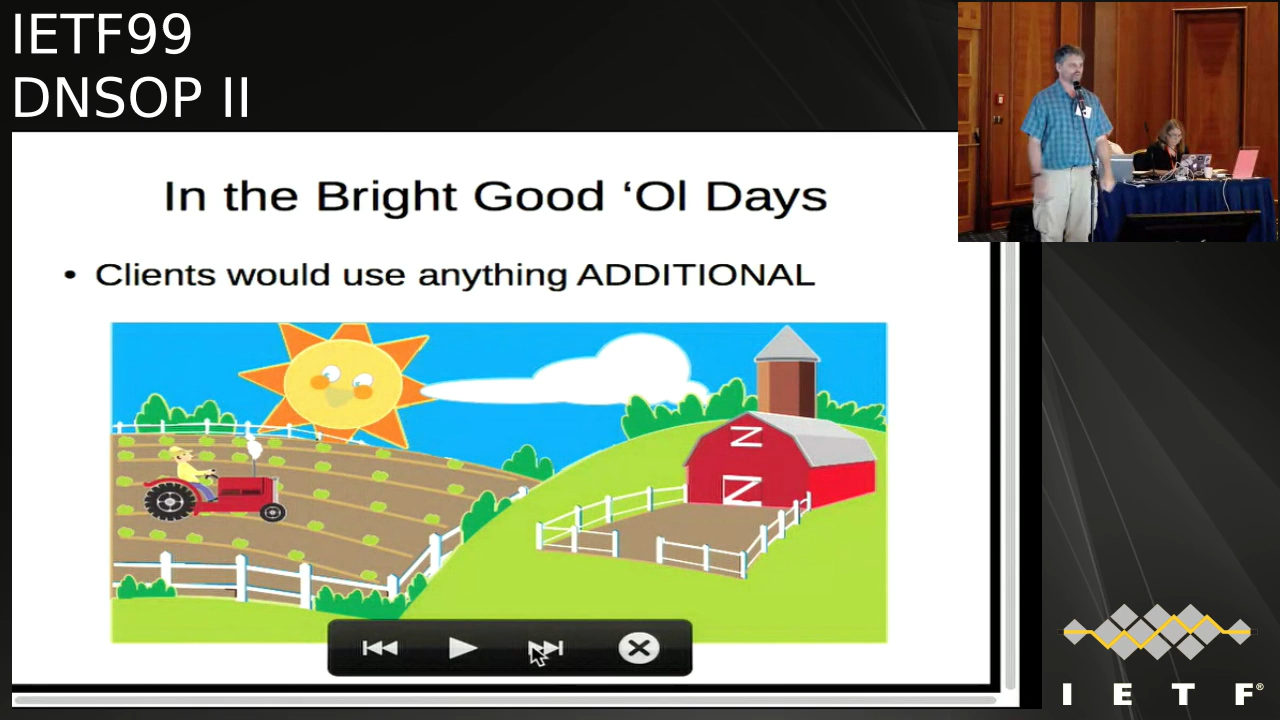 IETF99
DNSOP II
In the Bright Good ‘Ol Days
• Clients would use anything ADDITIONAL
I E T F®